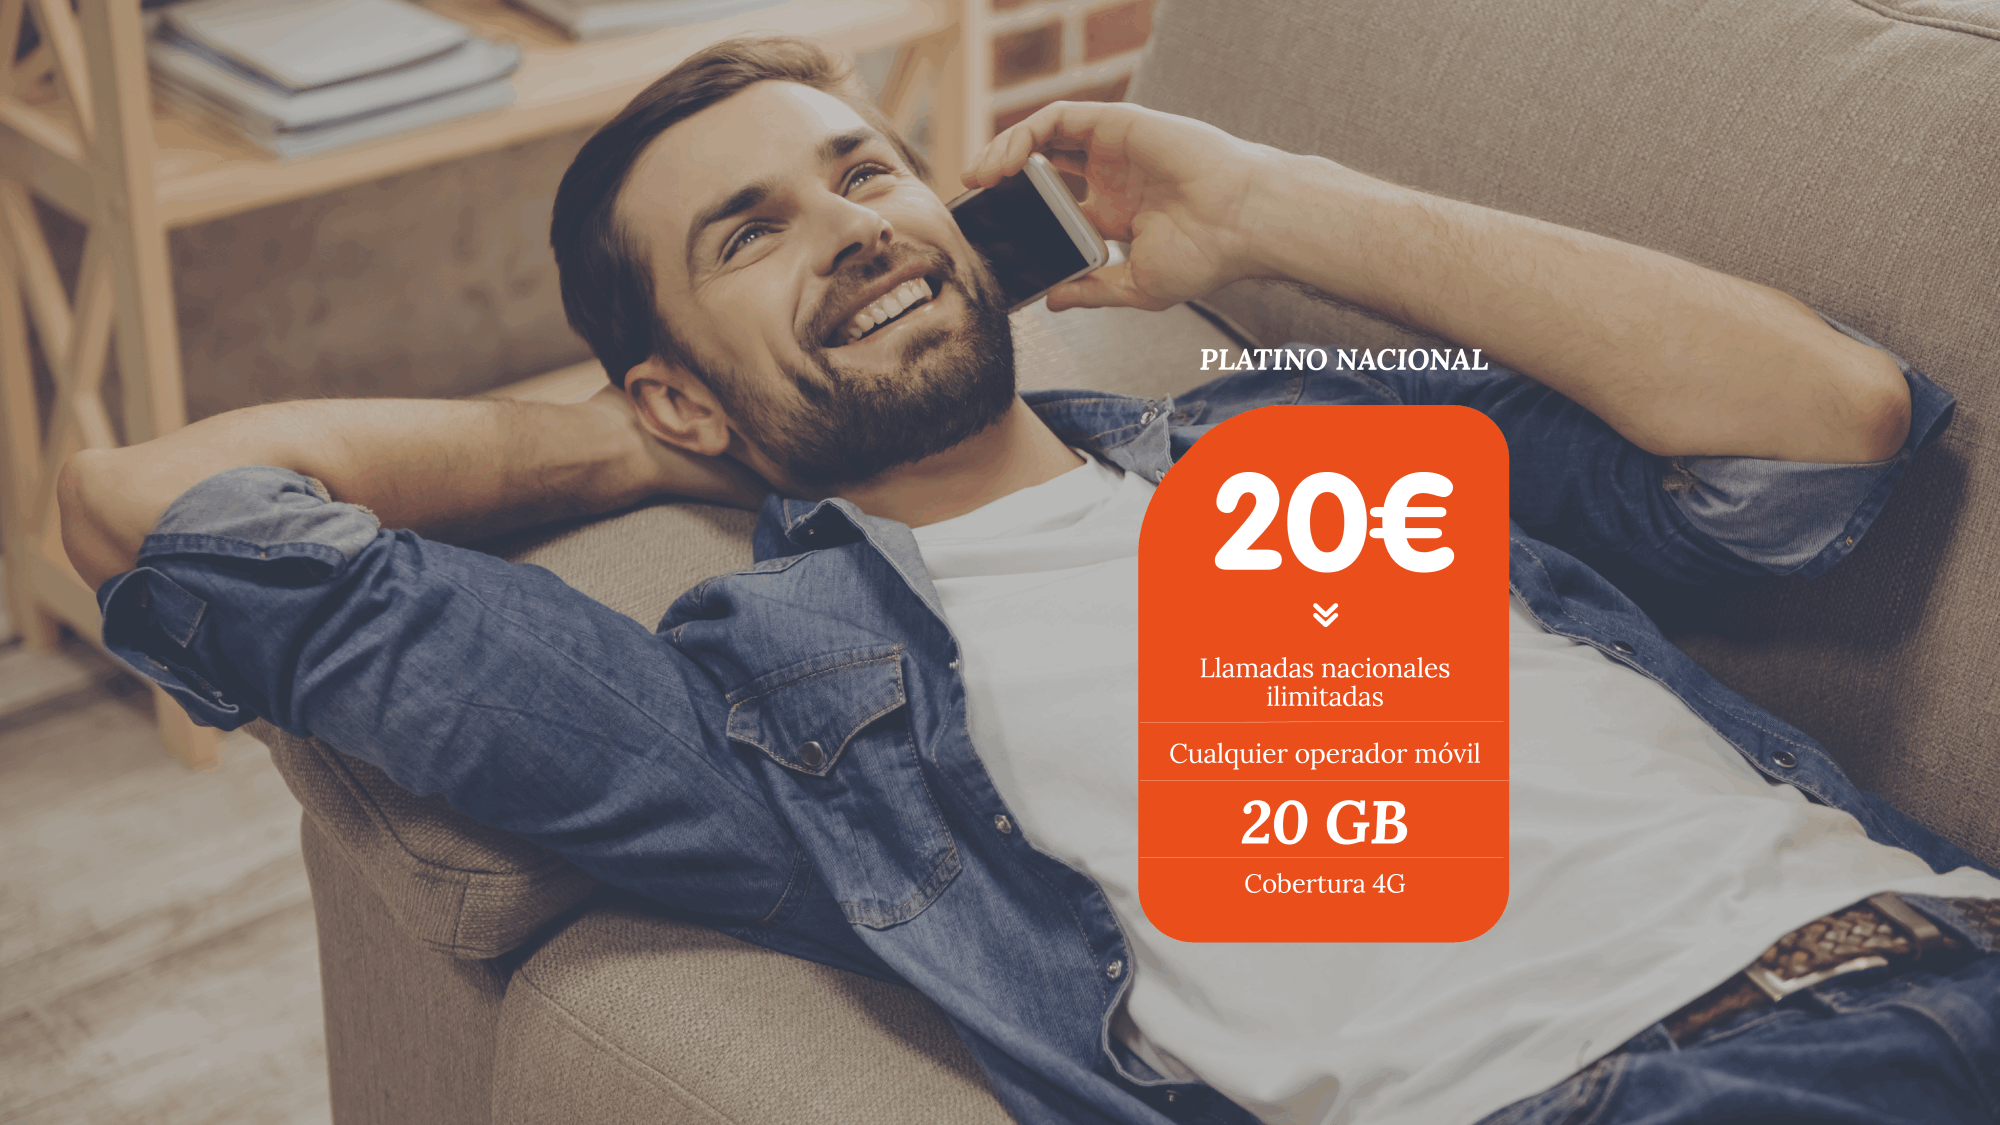 PLATINO NACIONAL
20€
Llamadas nacionales
ilimitadas
Cualquier operador móvil
20 GB
Cobertura 4G